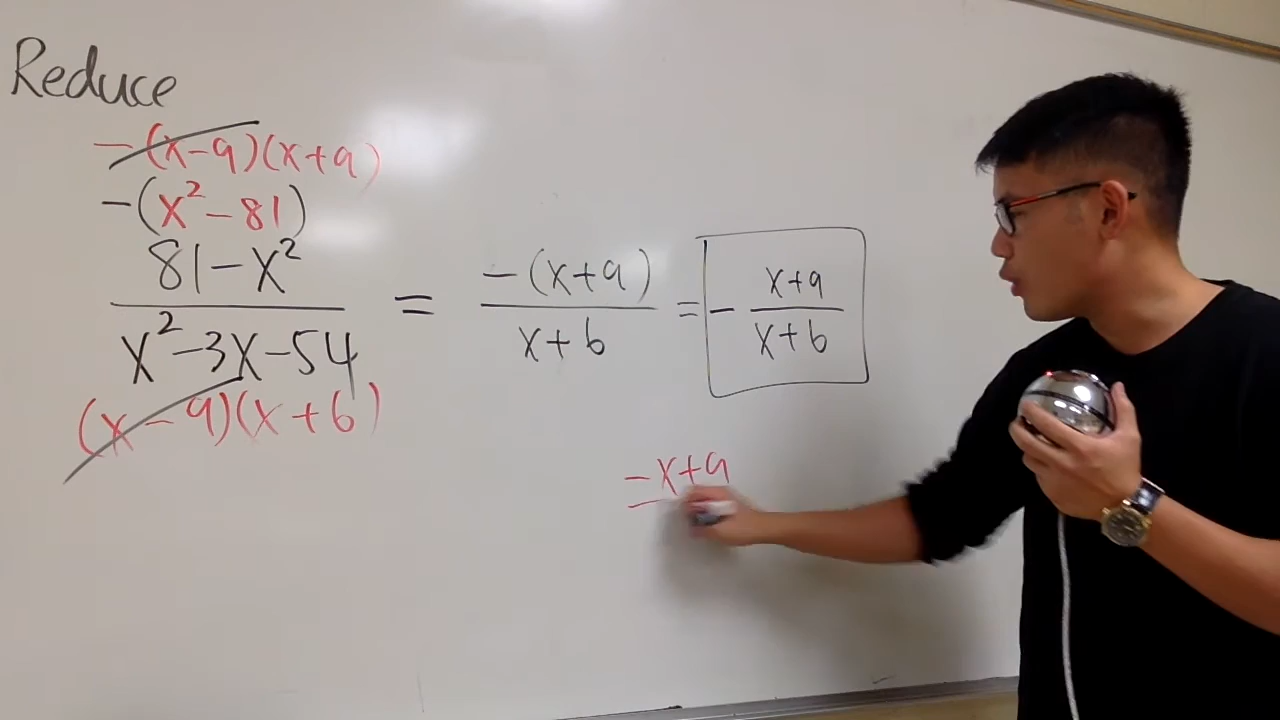 Reduce
-(x-9)(x+9)
-(x²-81)
81-x²
x²-3x-54
(x-9)(x+6)
= -(x+9)
x+6
= - x+9
x+6
-x+9